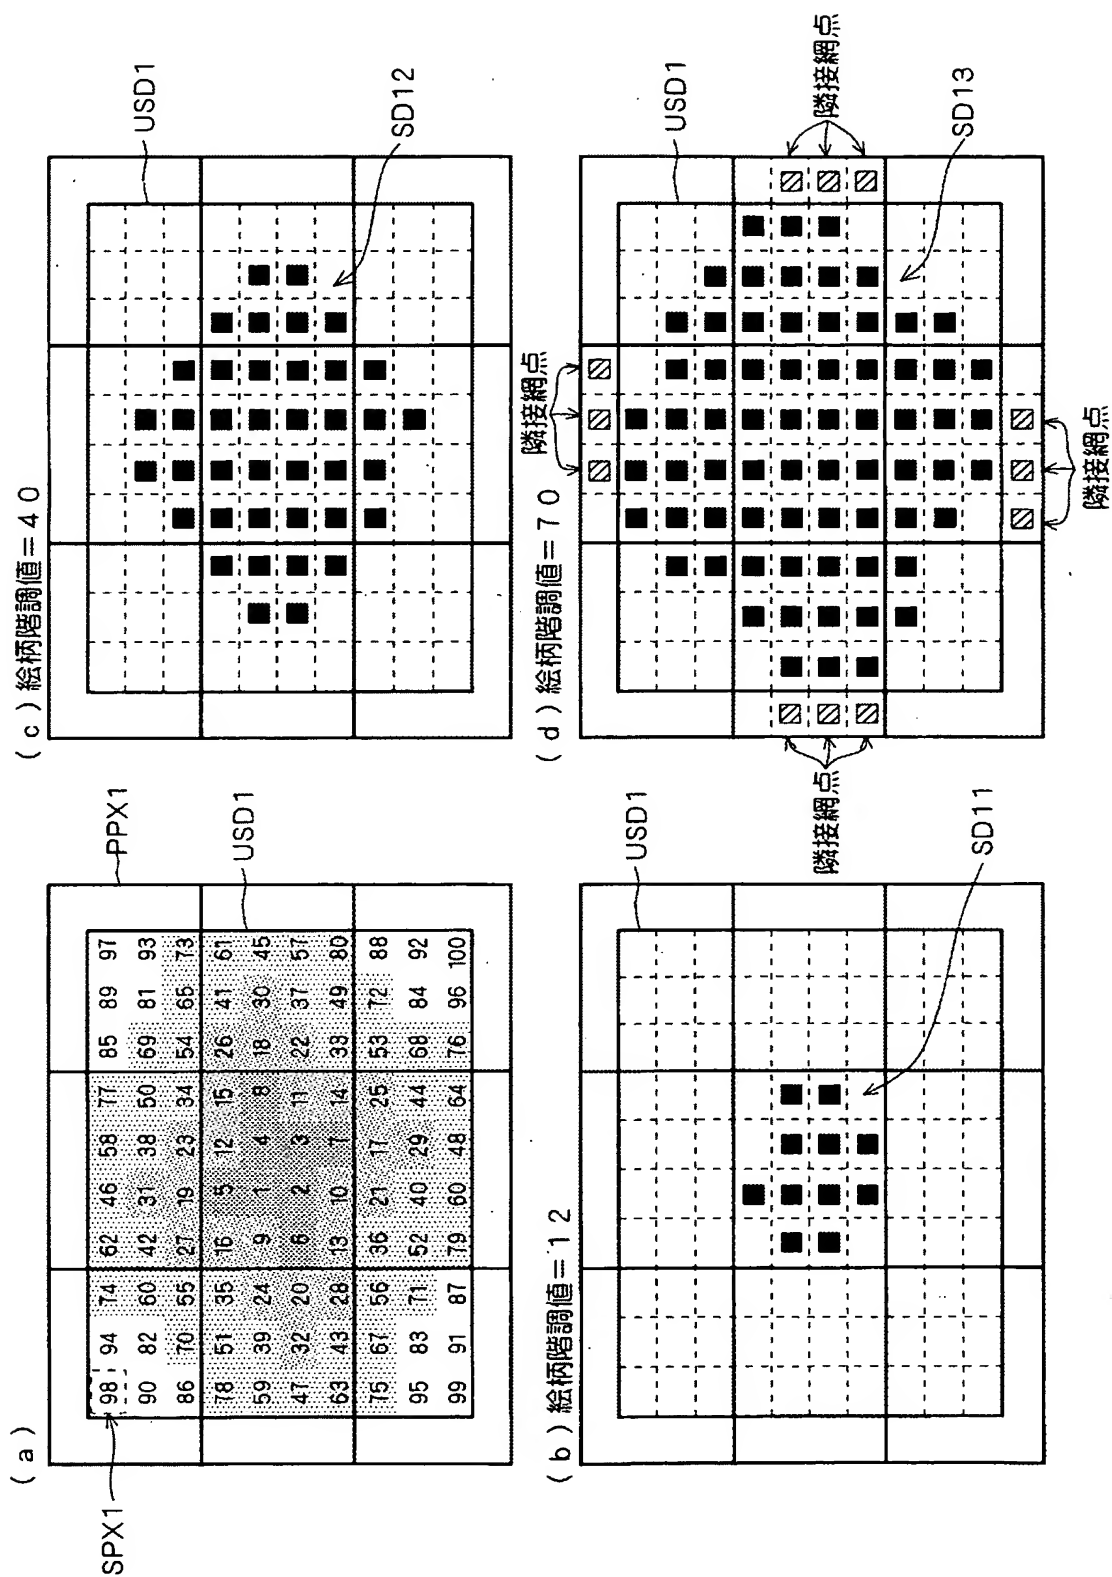 (a)
SPX1
PPX1
98 94 74 62 46 58 77 85 89 97
90 82 60 42 31 38 50 69 81 93
86 70 55 27 19 23 34 54 65 73
78 51 35 16 5 12 15 26 41 61
59 39 24 9 1 4 8 18 30 45
47 32 20 6 2 3 11 22 37 57
63 43 28 13 10 7 14 33 49 80
75 67 56 36 21 17 25 53 72 88
95 83 71 52 40 29 44 68 84 92
99 91 87 79 60 48 64 76 96 100
USD1
(b)絵柄階調値=12
USD1
SD11
(c)絵柄階調値=40
USD1
SD12
(d)絵柄階調値=70
隣接網点
USD1
隣接網点
隣接網点
SD13
隣接網点